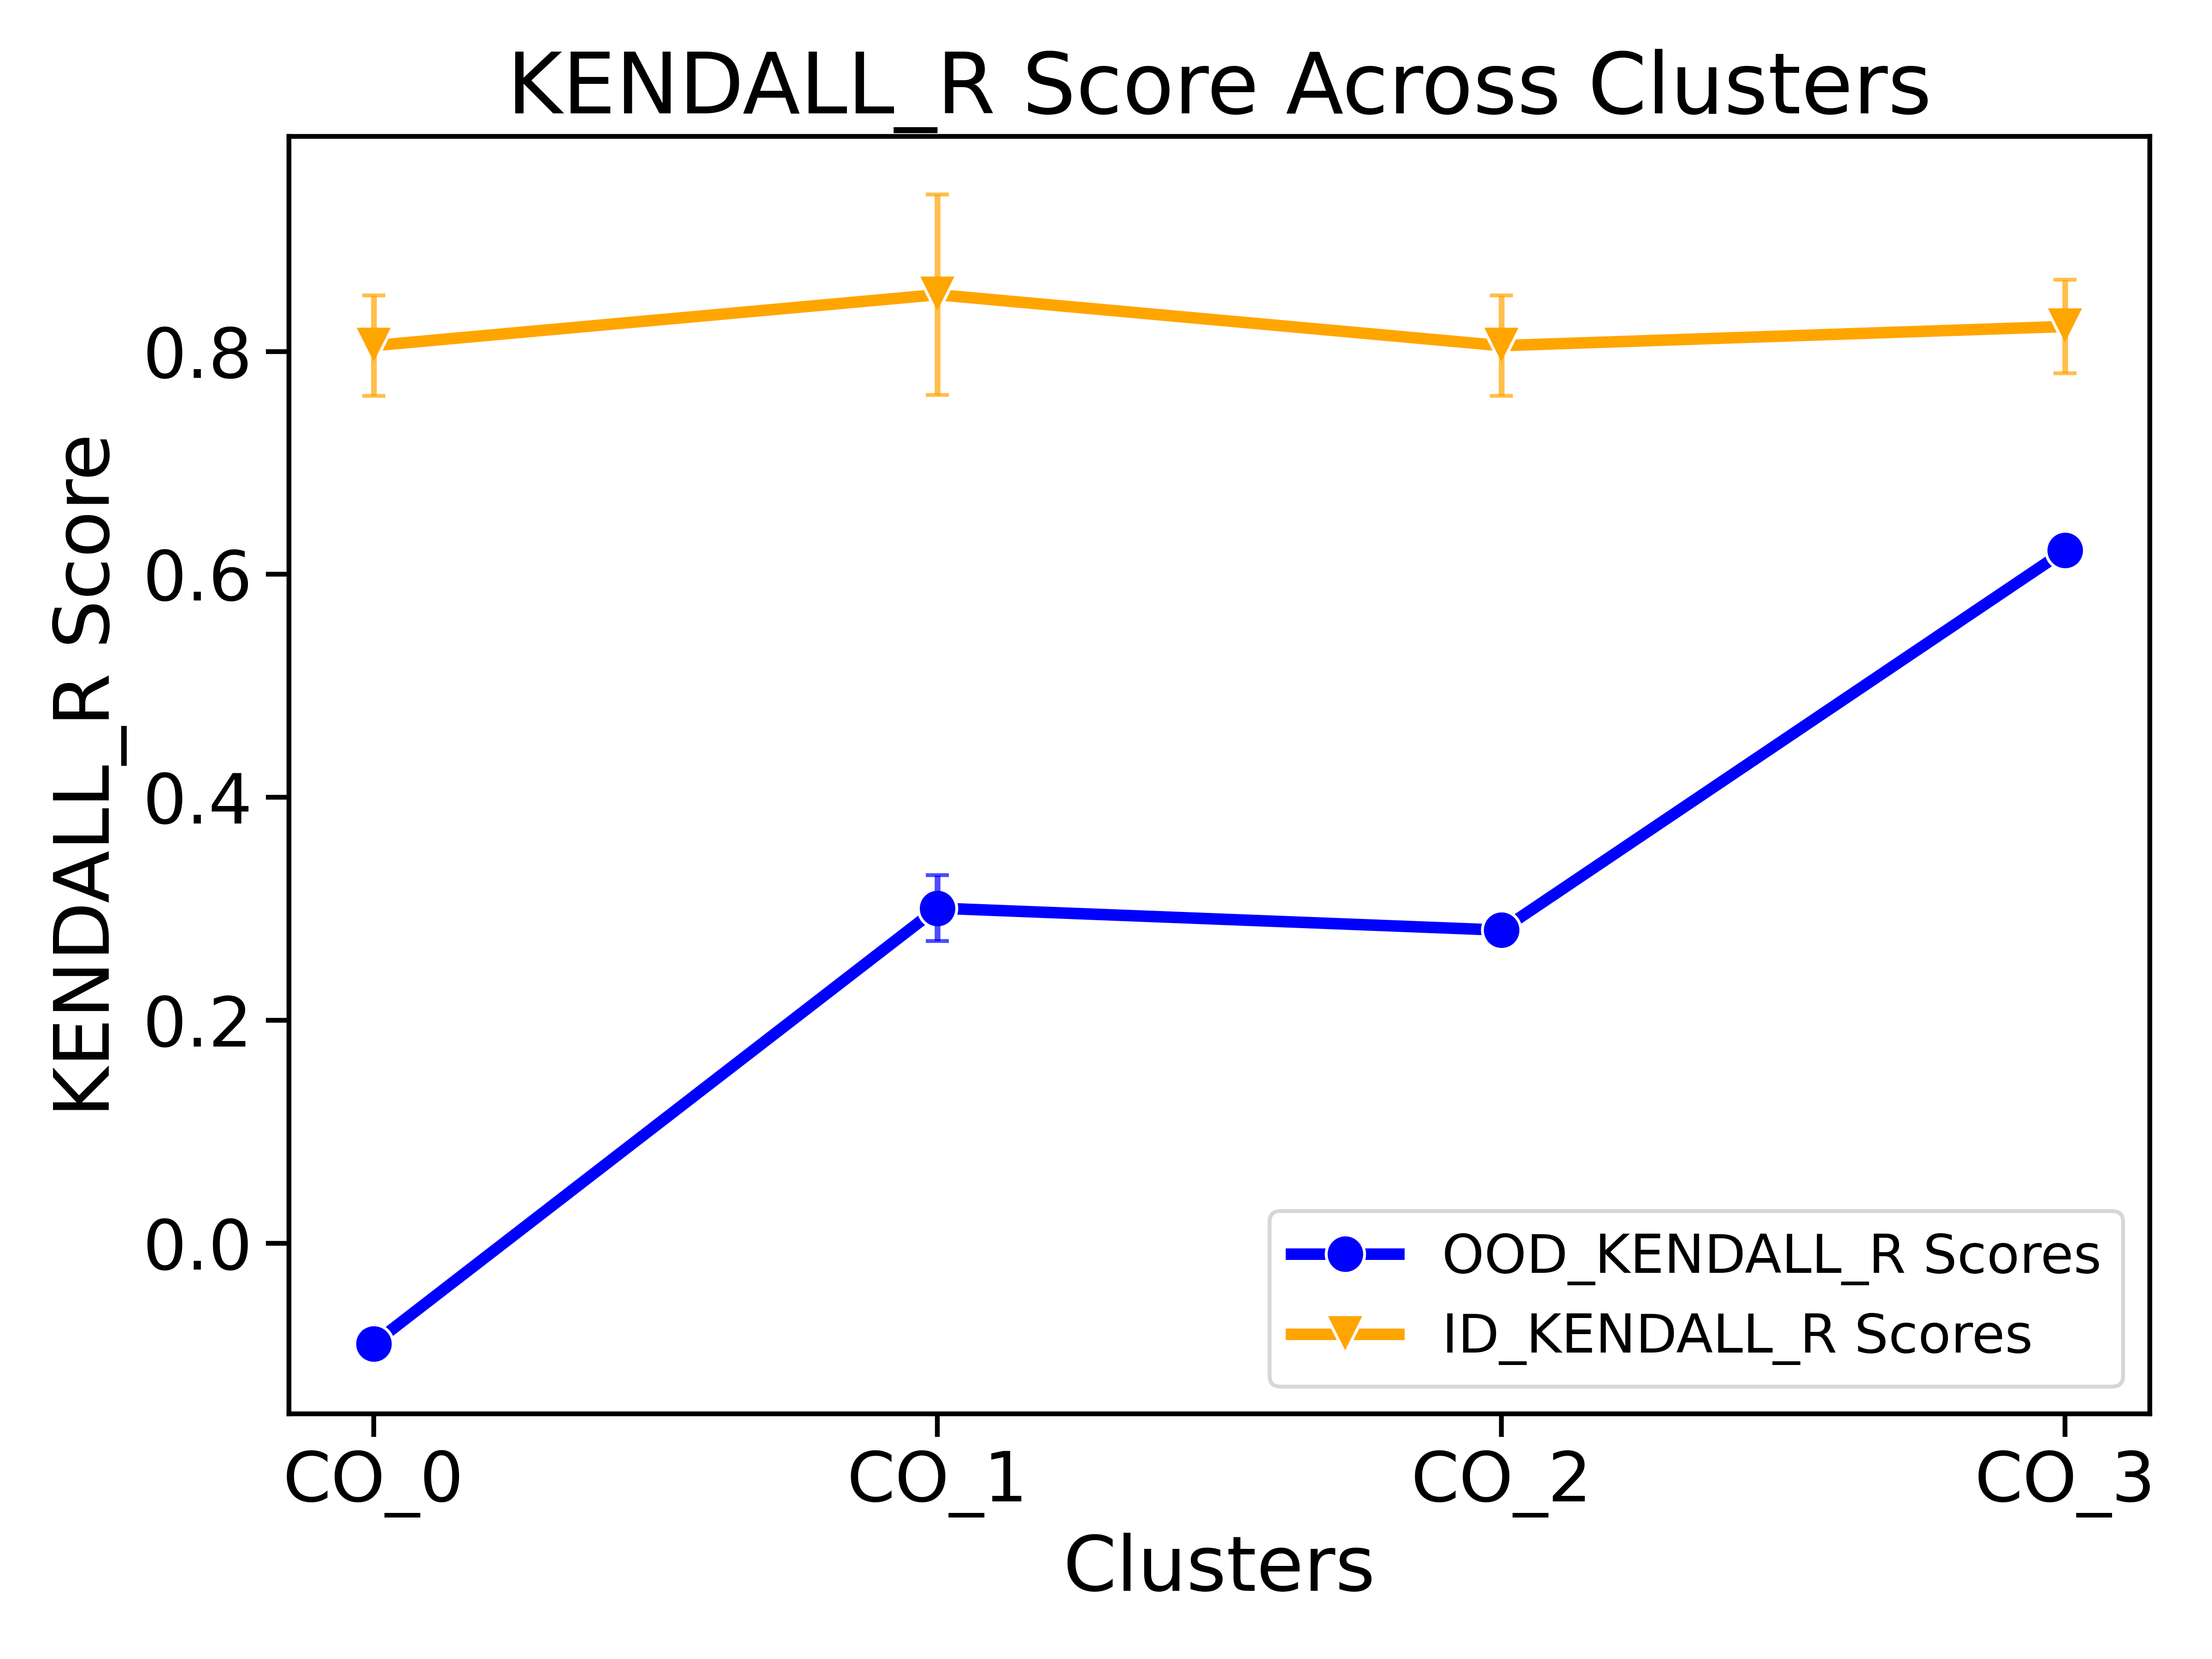 KENDALL_R Score Across Clusters
KENDALL_R Score
0.8
0.6
0.4
0.2
0.0
OOD_KENDALL_R Scores
ID_KENDALL_R Scores
CO_0 CO_1 CO_2 CO_3
Clusters